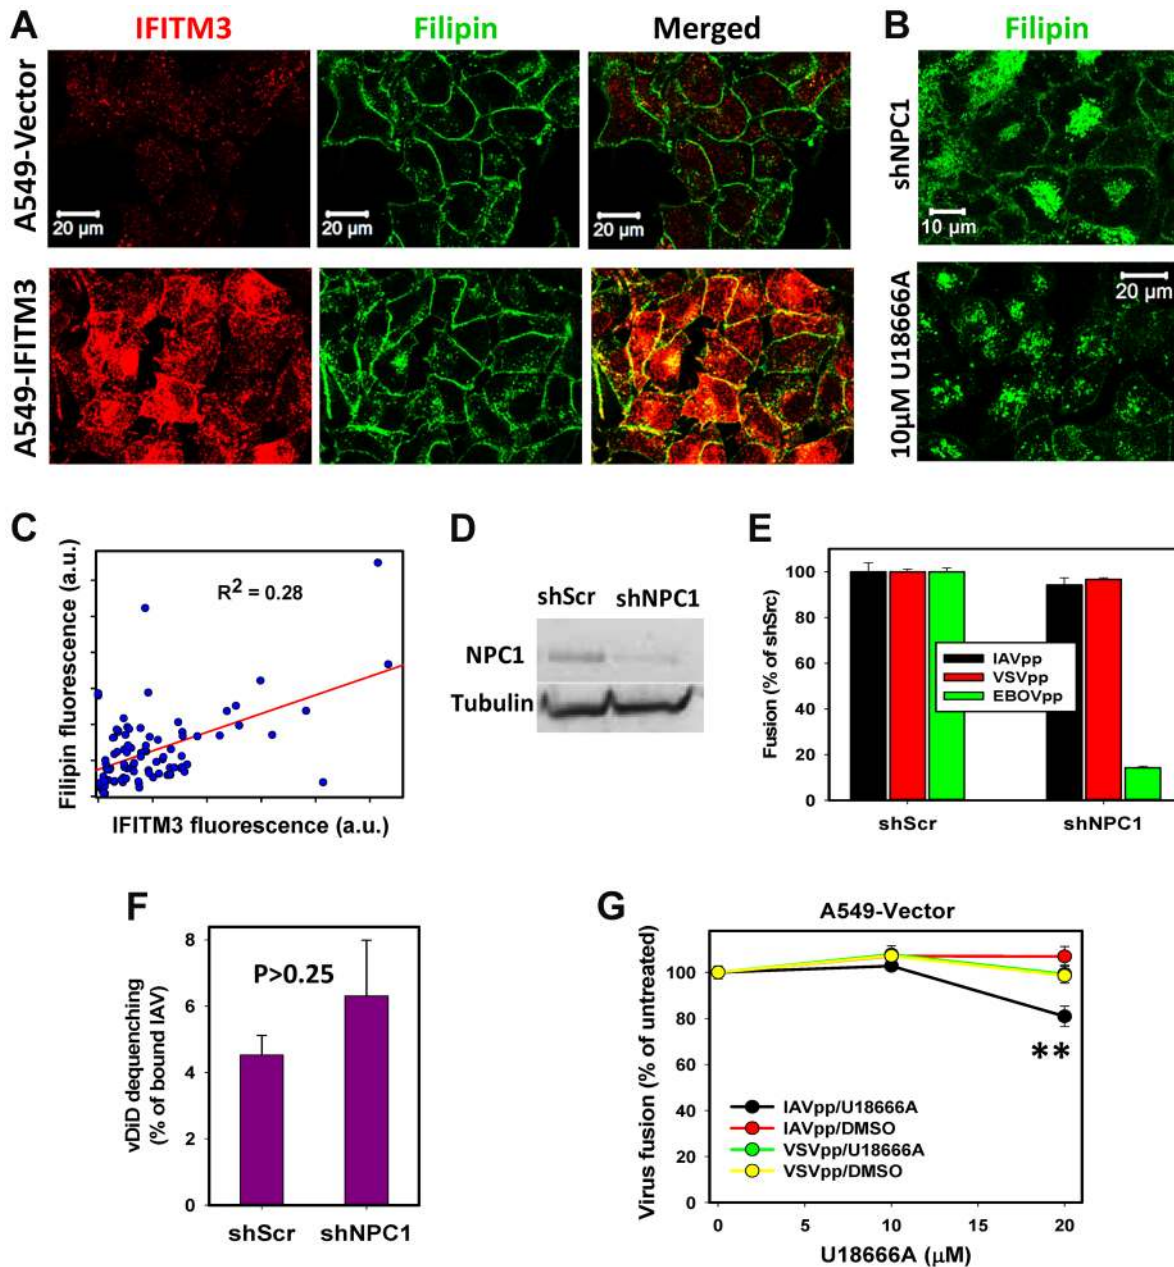 A
IFITM3
Filipin
Merged
A549-Vector
20 μm
20 μm
20 μm
A549-IFITM3
B
Filipin
shNPC1
10 μm
10μM U18666A
20 μm
C
Filipin fluorescence (a.u.)
R² = 0.28
IFITM3 fluorescence (a.u.)
D
shScr shNPC1
NPC1
Tubulin
E
Fusion (% of shSrc)
100
80
60
40
20
0
IAVpp
VSVpp
EBOVpp
shScr shNPC1
F
vDiD dequenching
(% of bound IAV)
8
6
4
2
0
P>0.25
shScr shNPC1
G
A549-Vector
Virus fusion (% of untreated)
100
80
60
40
20
0
**
IAVpp/U18666A
IAVpp/DMSO
VSVpp/U18666A
VSVpp/DMSO
0 5 10 15 20
U18666A (μM)